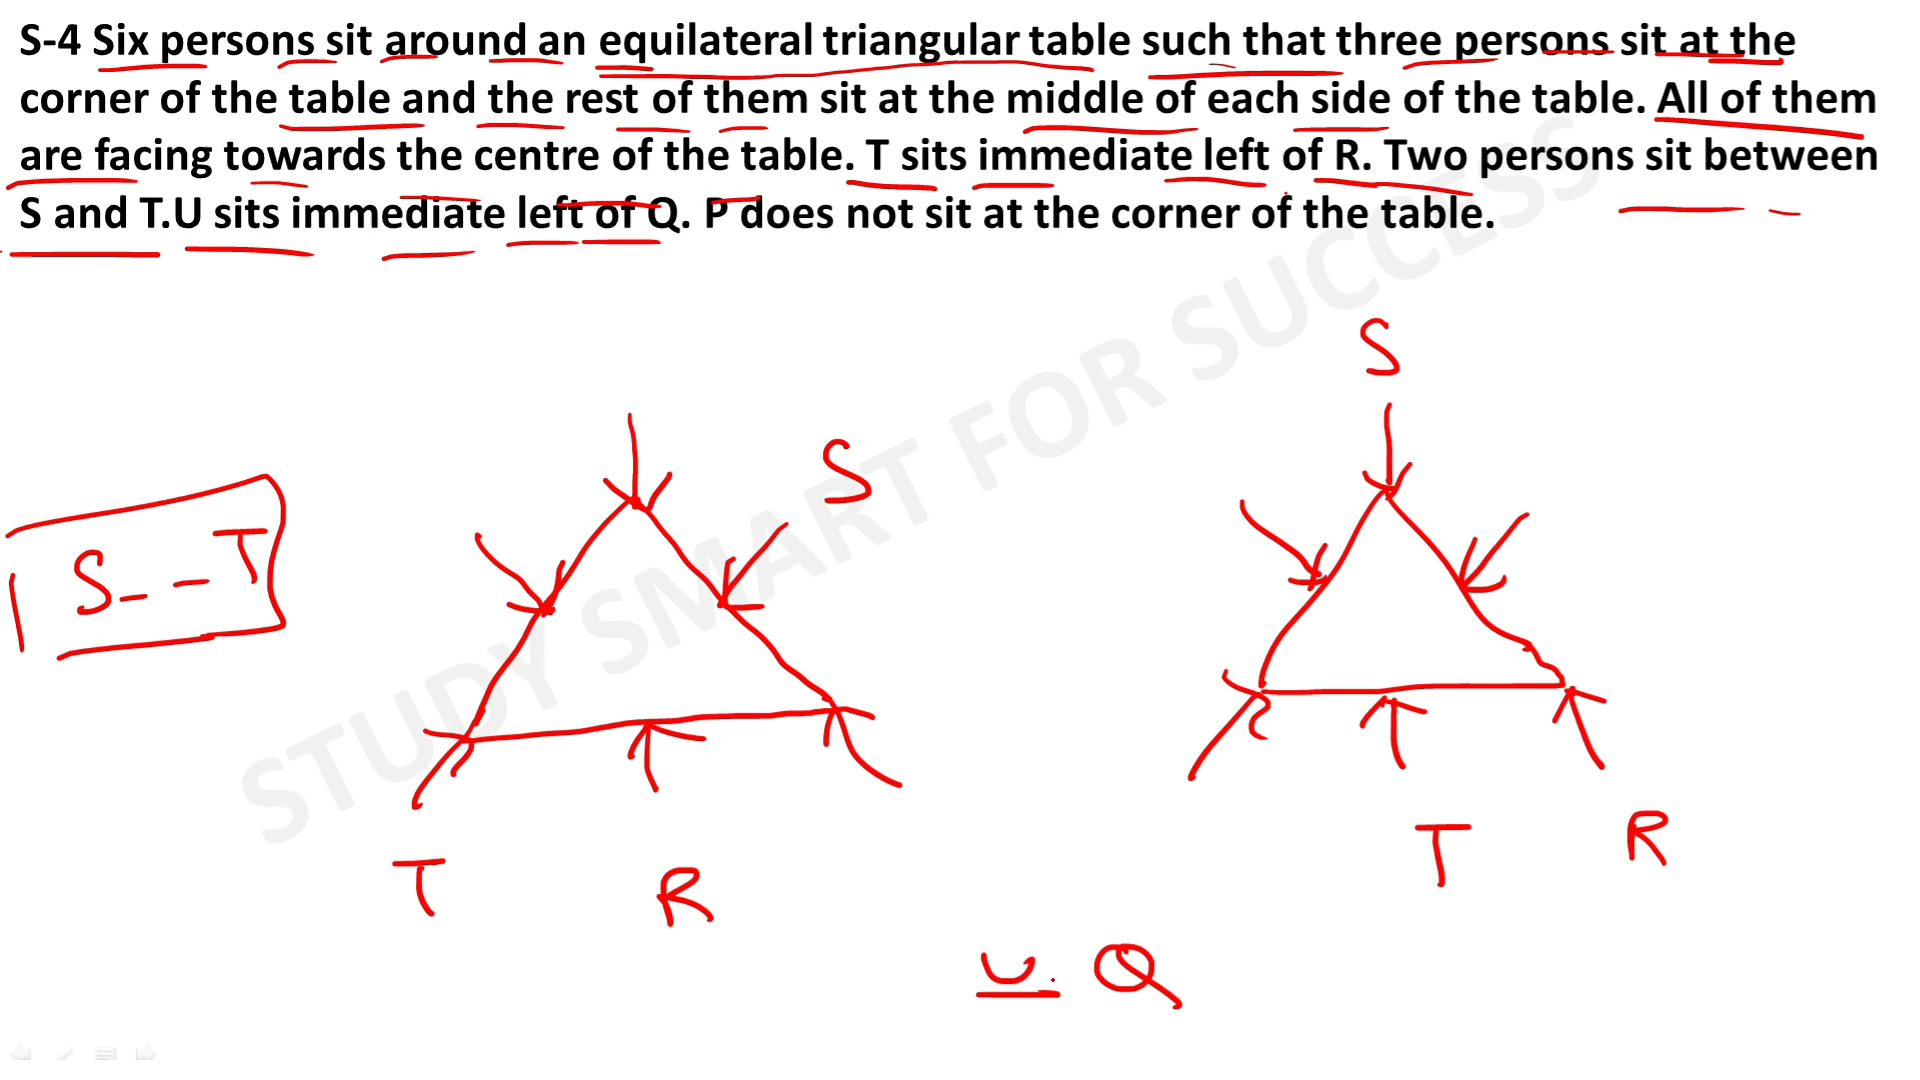 S-4 Six persons sit around an equilateral triangular table such that three persons sit at the
corner of the table and the rest of them sit at the middle of each side of the table. All of them
are facing towards the centre of the table. T sits immediate left of R. Two persons sit between
S and T.U sits immediate left of Q. P does not sit at the corner of the table.
STUDY SMART FOR SUCCESS
S
S
S_ _T
T R
T R
U. Q